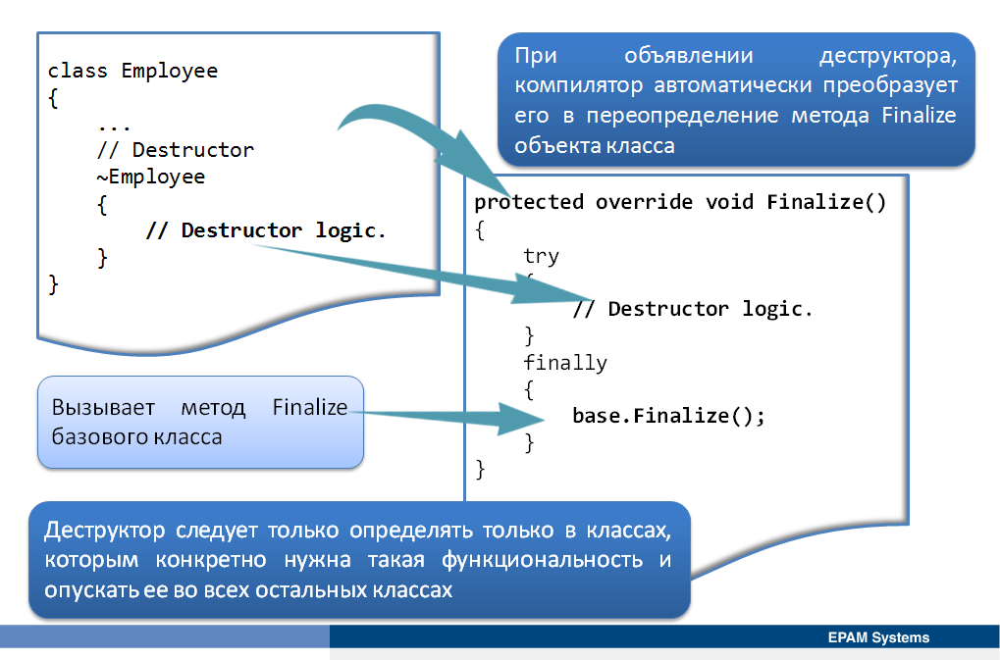 class Employee
{
...
// Destructor
~Employee
{
// Destructor logic.
}
}
При объявлении деструктора,
компилятор автоматически преобразует
его в переопределение метода Finalize
объекта класса
protected override void Finalize()
{
try
{
// Destructor logic.
}
finally
{
base.Finalize();
}
}
Вызывает метод Finalize
базового класса
Деструктор следует только определять только в классах,
которым конкретно нужна такая функциональность и
опускать ее во всех остальных классах
EPAM Systems